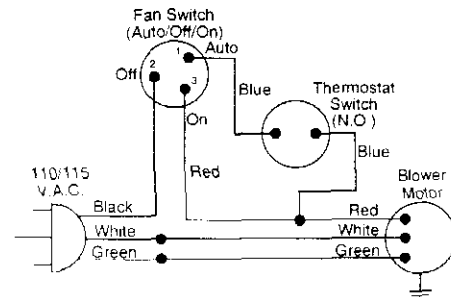 Fan Switch
(Auto/Off/On)
1
Auto
2
Off
3
On
Blue
Thermostat
Switch
(N.O.)
Blue
Red
110/115
V.A.C.
Blower
Motor
Black
Red
White
White
Green
Green